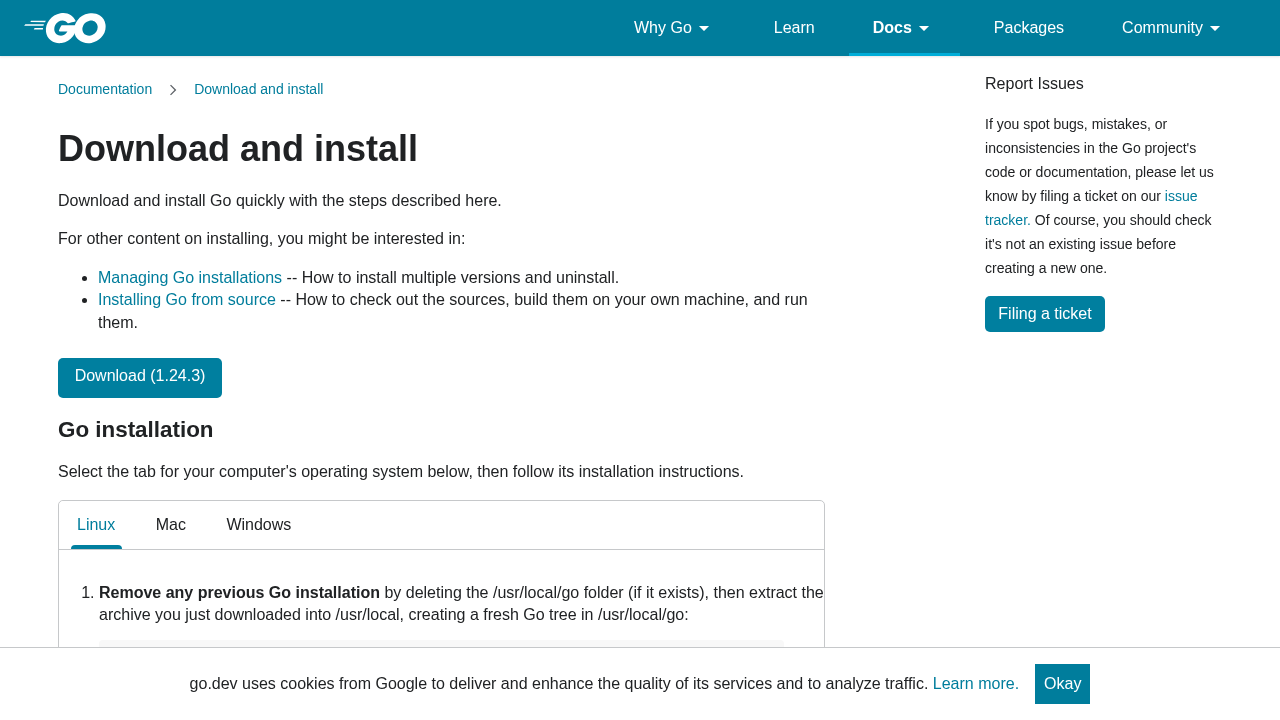 GO
Why Go
Learn
Docs
Packages
Community
Documentation
Download and install
Download and install
Download and install Go quickly with the steps described here.
For other content on installing, you might be interested in:
Managing Go installations -- How to install multiple versions and uninstall.
Installing Go from source -- How to check out the sources, build them on your own machine, and run
them.
Download (1.24.3)
Go installation
Select the tab for your computer's operating system below, then follow its installation instructions.
Linux
Mac
Windows
1. Remove any previous Go installation by deleting the /usr/local/go folder (if it exists), then extract the
archive you just downloaded into /usr/local, creating a fresh Go tree in /usr/local/go:
Report Issues
If you spot bugs, mistakes, or
inconsistencies in the Go project's
code or documentation, please let us
know by filing a ticket on our issue
tracker. Of course, you should check
it's not an existing issue before
creating a new one.
Filing a ticket
go.dev uses cookies from Google to deliver and enhance the quality of its services and to analyze traffic. Learn more.
Okay